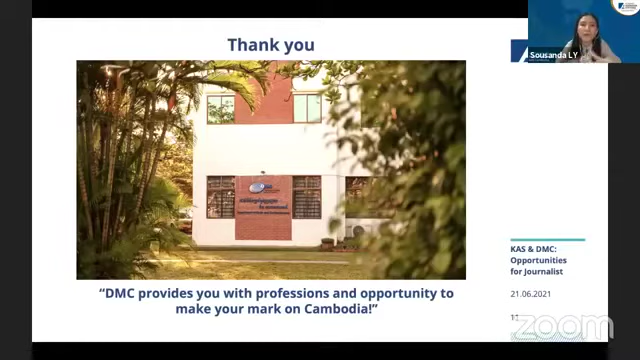 Thank you
Sousanda LY
“DMC provides you with professions and opportunity to
make your mark on Cambodia!”
KAS & DMC:
Opportunities
for Journalist
21.06.2021
11
zoom